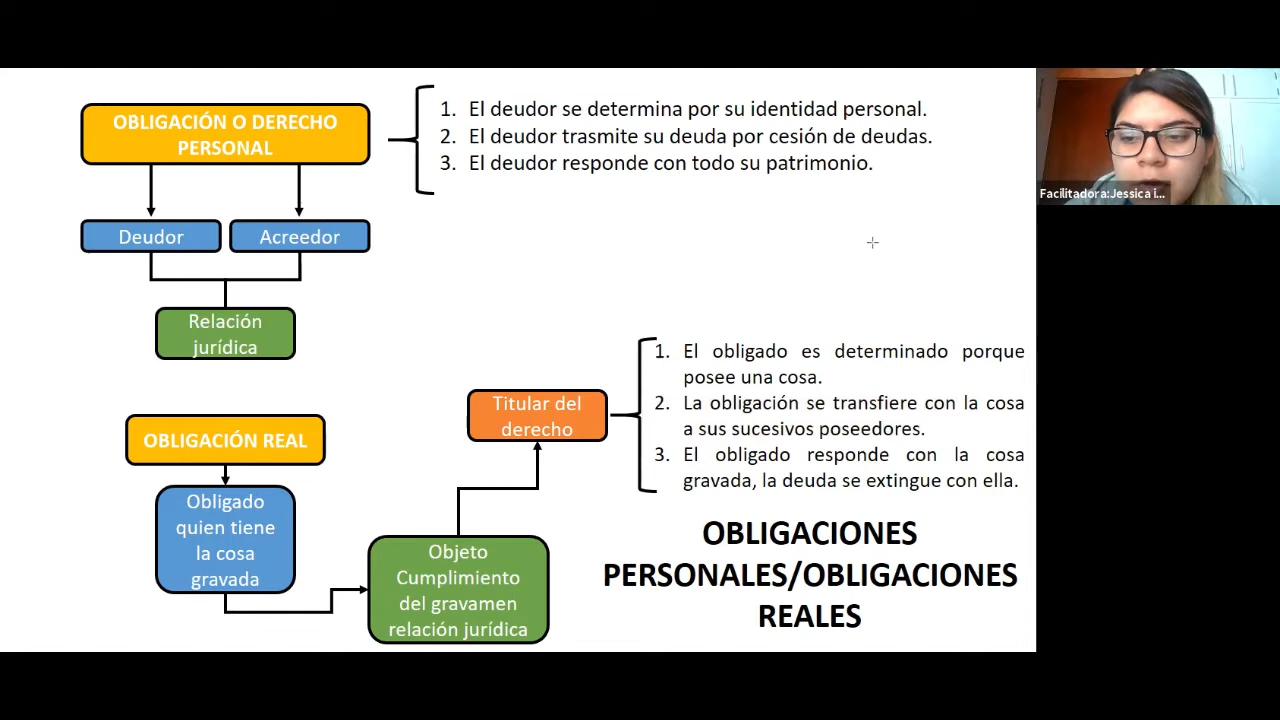 OBLIGACIÓN O DERECHO
PERSONAL
1. El deudor se determina por su identidad personal.
2. El deudor trasmite su deuda por cesión de deudas.
3. El deudor responde con todo su patrimonio.
Facilitadora:Jessica i...
Deudor
Acreedor
Relación
jurídica
1. El obligado es determinado porque
posee una cosa.
2. La obligación se transfiere con la cosa
a sus sucesivos poseedores.
3. El obligado responde con la cosa
gravada, la deuda se extingue con ella.
Titular del
derecho
OBLIGACIÓN REAL
Obligado
quien tiene
la cosa
gravada
Objeto
Cumplimiento
del gravamen
relación jurídica
OBLIGACIONES
PERSONALES/OBLIGACIONES
REALES